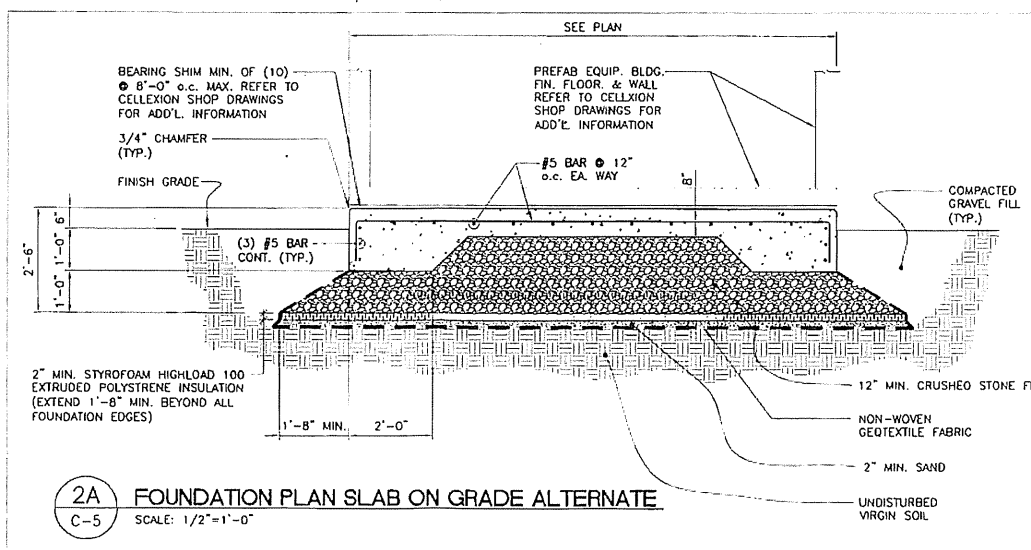 SEE PLAN
BEARING SHIM MIN. OF (10)
@ 8'-0" o.c. MAX. REFER TO
CELLEXION SHOP DRAWINGS
FOR ADD'L. INFORMATION
PREFAB EQUIP. BLDG.
FIN. FLOOR. & WALL
REFER TO CELLXION
SHOP DRAWINGS FOR
ADD'L. INFORMATION
3/4" CHAMFER
(TYP.)
#5 BAR @ 12"
o.c. EA. WAY
8"
FINISH GRADE
COMPACTED
GRAVEL FILL
(TYP.)
2'-6"
6"
1'-0"
1'-0"
(3) #5 BAR
CONT. (TYP.)
2" MIN. STYROFOAM HIGHLOAD 100
EXTRUDED POLYSTRENE INSULATION
(EXTEND 1'-8" MIN. BEYOND ALL
FOUNDATION EDGES)
1'-8" MIN.
2'-0"
12" MIN. CRUSHED STONE F
NON-WOVEN
GEOTEXTILE FABRIC
2" MIN. SAND
UNDISTURBED
VIRGIN SOIL
2A
C-5
FOUNDATION PLAN SLAB ON GRADE ALTERNATE
SCALE: 1/2"=1'-0"